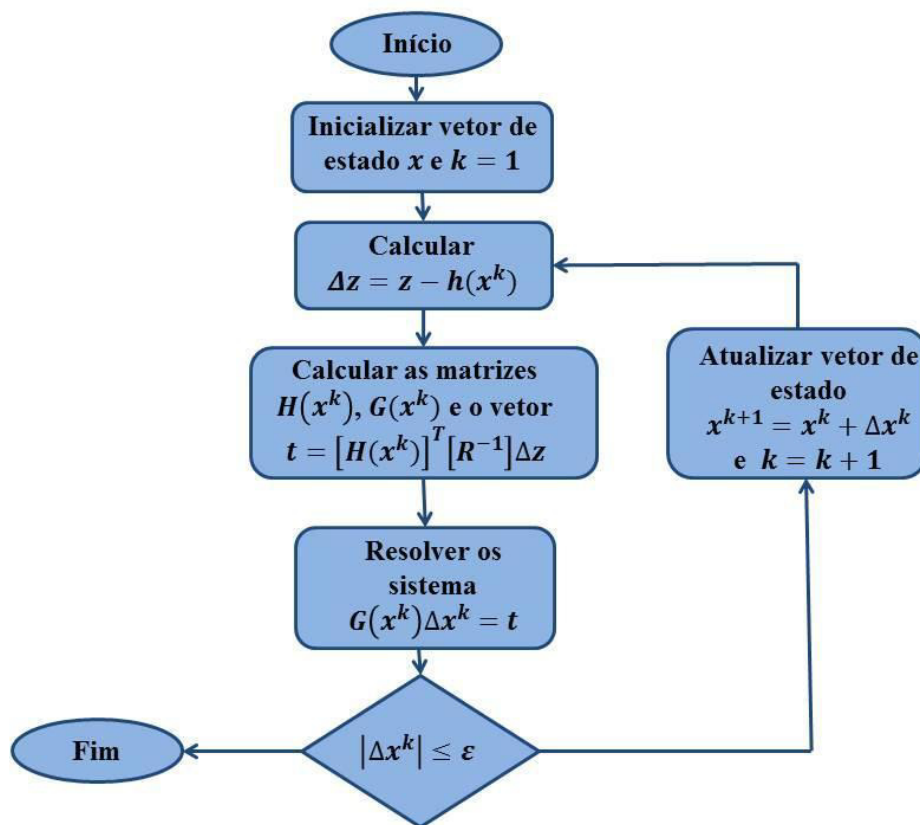 Início
Inicializar vetor de
estado x e k = 1
Calcular
Δz = z − h(x^k)
Calcular as matrizes
H(x^k), G(x^k) e o vetor
t = [H(x^k)]^T [R^−1]Δz
Resolver os
sistema
G(x^k)Δx^k = t
|Δx^k| ≤ ε
Fim
Atualizar vetor de
estado
x^k+1 = x^k + Δx^k
e k = k + 1